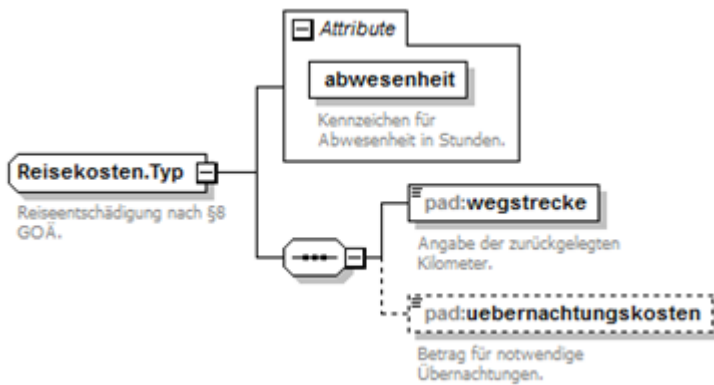 Attribute
abwesenheit
Kennzeichen für
Abwesenheit in Stunden.
Reisekosten.Typ
Reiseentschädigung nach §8
GOÄ.
pad:wegstrecke
Angabe der zurückgelegten
Kilometer.
pad:uebernachtungskosten
Betrag für notwendige
Übernachtungen.